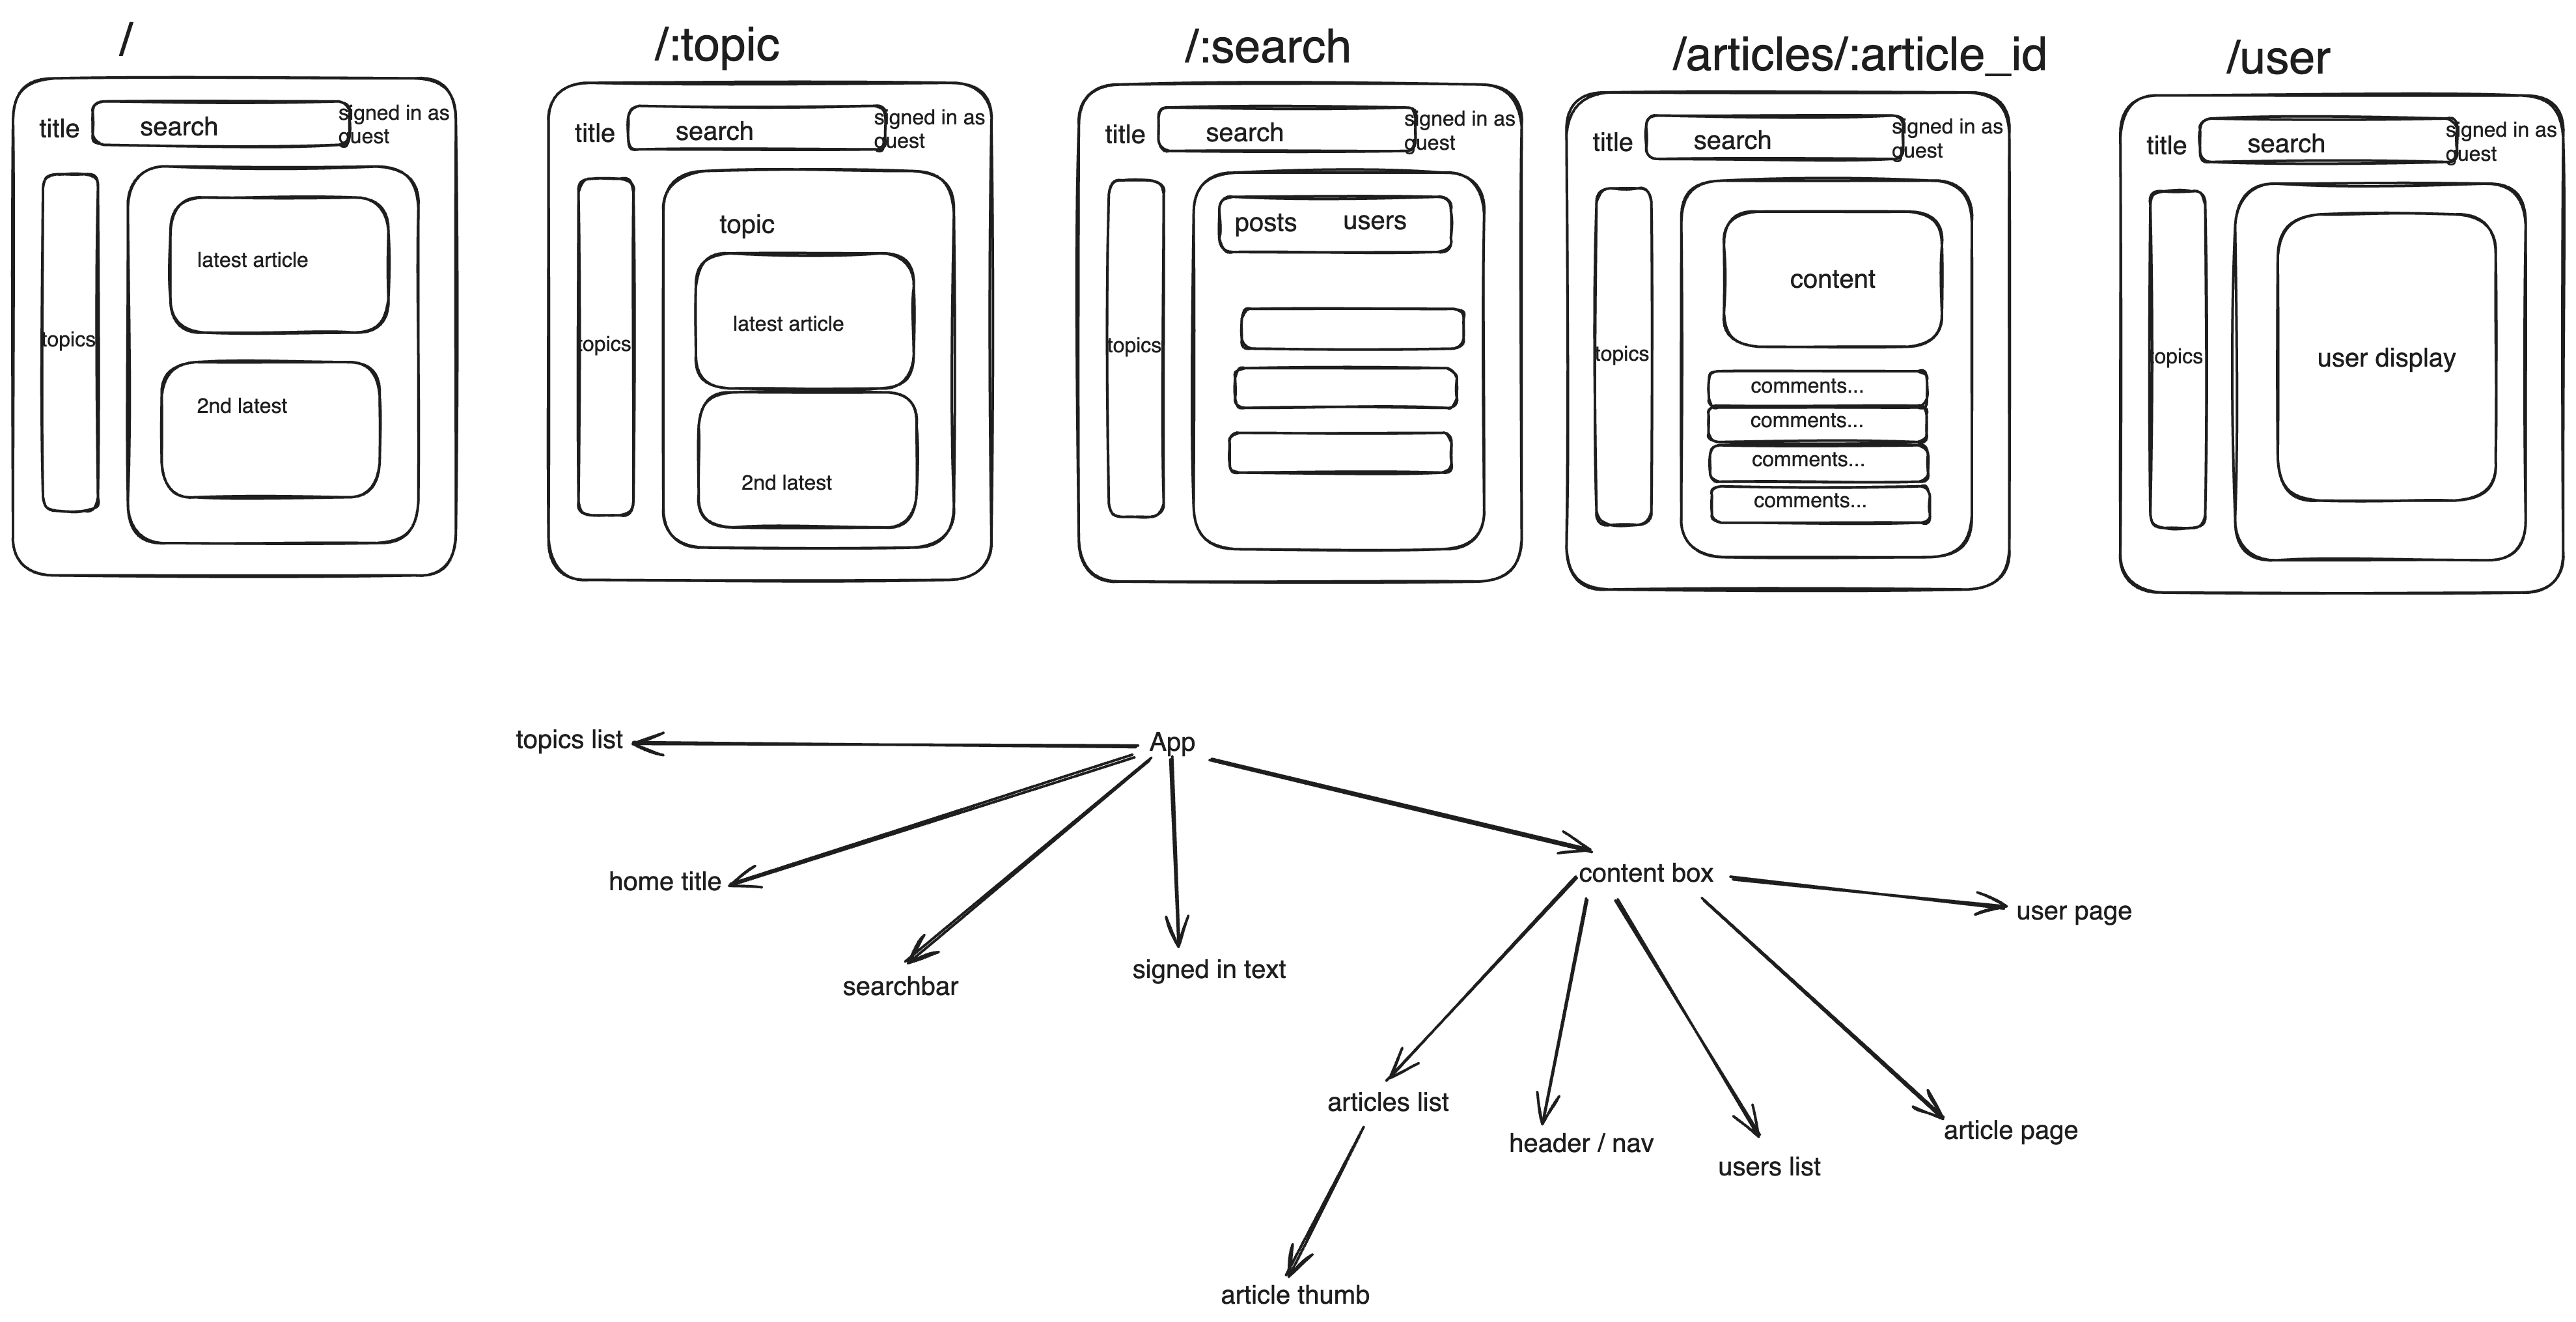 /
title
search
signed in as
guest
topics
latest article
2nd latest
/:topic
title
search
signed in as
guest
topics
topic
latest article
2nd latest
/:search
title
search
signed in as
guest
topics
posts
users
/articles/:article_id
title
search
signed in as
guest
topics
content
comments...
comments...
comments...
comments...
/user
title
search
signed in as
guest
topics
user display
App
topics list
home title
searchbar
signed in text
content box
user page
articles list
header / nav
users list
article page
article thumb